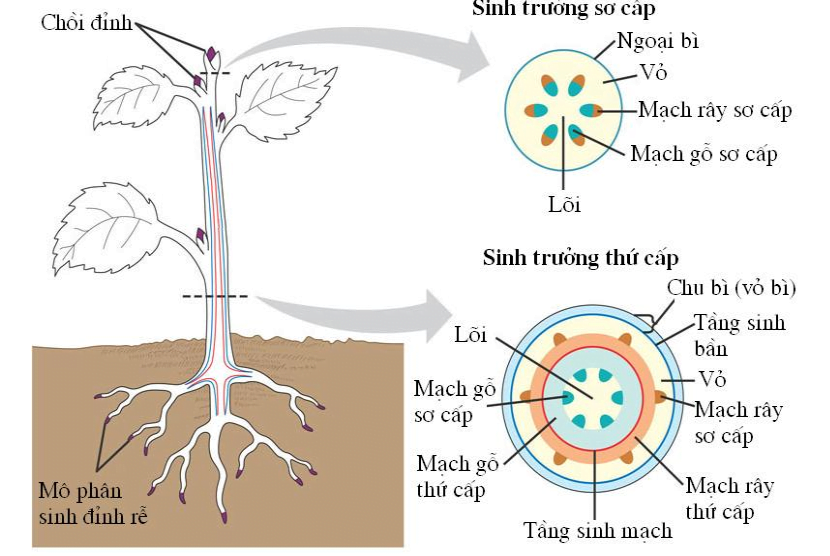 Chồi đỉnh
Mô phân
sinh đỉnh rễ
Sinh trưởng sơ cấp
Ngoại bì
Vỏ
Mạch rây sơ cấp
Mạch gỗ sơ cấp
Lõi
Sinh trưởng thứ cấp
Chu bì (vỏ bì)
Tầng sinh
bần
Vỏ
Mạch rây
sơ cấp
Mạch rây
thứ cấp
Lõi
Mạch gỗ
sơ cấp
Mạch gỗ
thứ cấp
Tầng sinh mạch